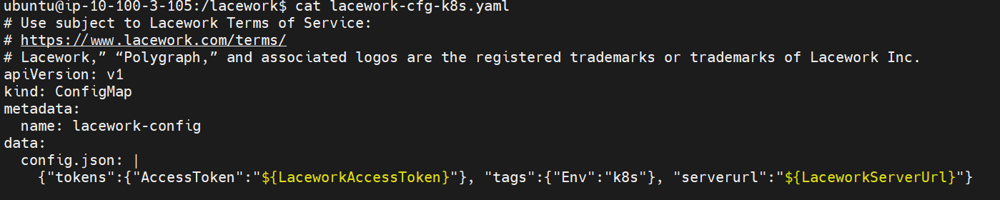 ubuntu@ip-10-100-3-105:/lacework$ cat lacework-cfg-k8s.yaml
# Use subject to Lacework Terms of Service:
# https://www.lacework.com/terms/
# Lacework,” “Polygraph,” and associated logos are the registered trademarks or trademarks of Lacework Inc.
apiVersion: v1
kind: ConfigMap
metadata:
  name: lacework-config
data:
  config.json: |
    {"tokens":{"AccessToken":"${LaceworkAccessToken}"}, "tags":{"Env":"k8s"}, "serverurl":"${LaceworkServerUrl}"}